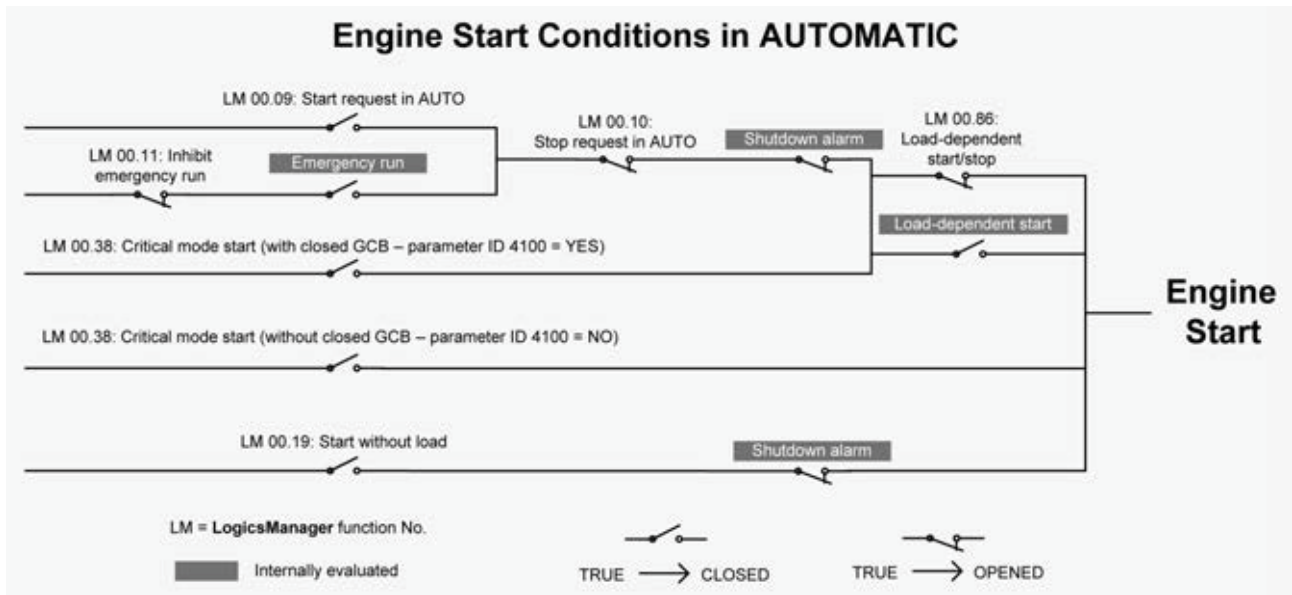 Engine Start Conditions in AUTOMATIC
LM 00.09: Start request in AUTO
LM 00.10:
Stop request in AUTO
Shutdown alarm
LM 00.86:
Load-dependent
start/stop
LM 00.11: Inhibit
emergency run
Emergency run
Load-dependent start
LM 00.38: Critical mode start (with closed GCB – parameter ID 4100 = YES)
Engine
Start
LM 00.38: Critical mode start (without closed GCB – parameter ID 4100 = NO)
LM 00.19: Start without load
Shutdown alarm
LM = LogicsManager function No.
Internally evaluated
TRUE → CLOSED
TRUE → OPENED